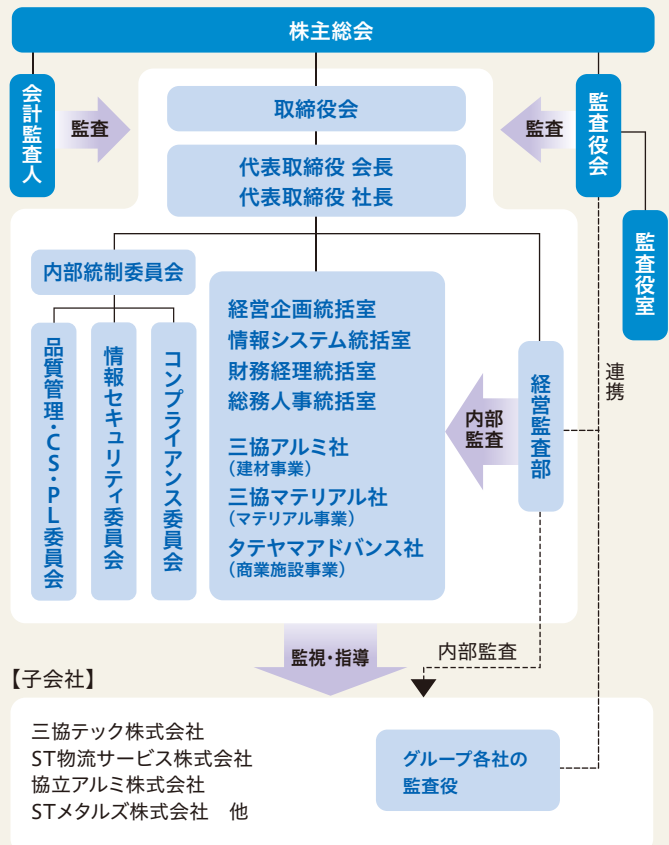 株主総会
会計監査人
監査
取締役会
監査
監査役会
代表取締役 会長
代表取締役 社長
監査役室
内部統制委員会
品質管理・CS・PL委員会
情報セキュリティ委員会
コンプライアンス委員会
経営企画統括室
情報システム統括室
財務経理統括室
総務人事統括室
三協アルミ社
(建材事業)
三協マテリアル社
(マテリアル事業)
タテヤマアドバンス社
(商業施設事業)
内部
監査
経営監査部
連携
監視・指導
内部監査
【子会社】
三協テック株式会社
ST物流サービス株式会社
協立アルミ株式会社
STメタルズ株式会社 他
グループ各社の
監査役